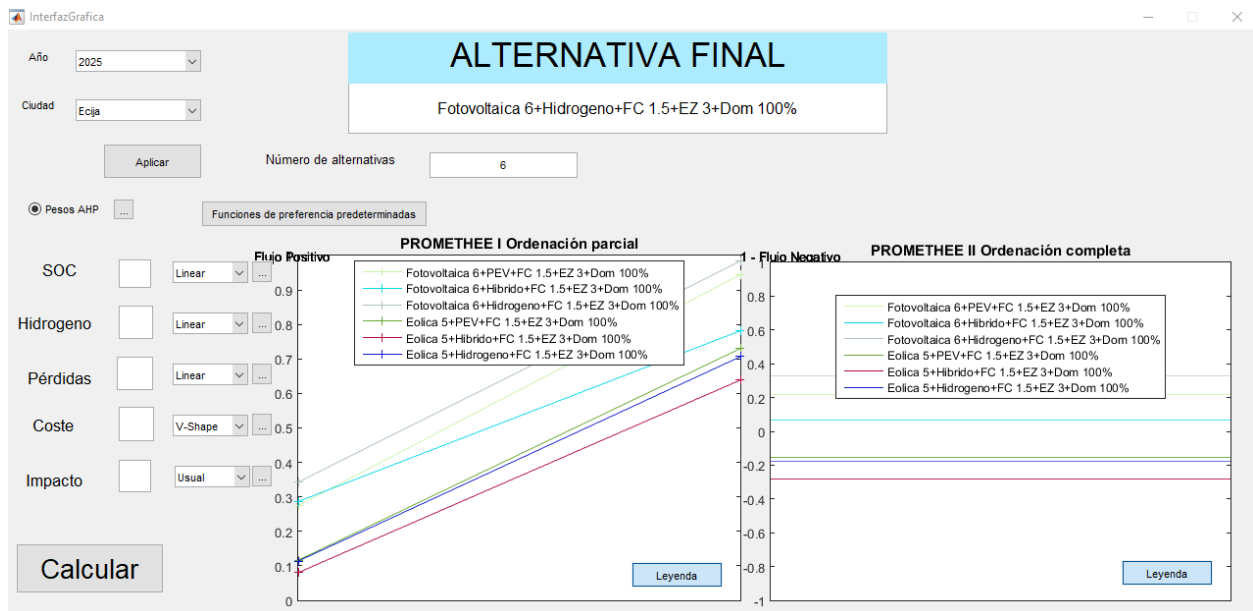 InterfazGrafica
Año
2025
Ciudad
Ecija
Aplicar
ALTERNATIVA FINAL
Fotovoltaica 6+Hidrogeno+FC 1.5+EZ 3+Dom 100%
Número de alternativas
6
Pesos AHP
...
Funciones de preferencia predeterminadas
SOC
Linear
...
Hidrogeno
Linear
...
Pérdidas
Linear
...
Coste
V-Shape
...
Impacto
Usual
...
Calcular
PROMETHEE I Ordenación parcial
Flujo Positivo
1 - Flujo Negativo
Fotovoltaica 6+PEV+FC 1.5+EZ 3+Dom 100%
Fotovoltaica 6+Hibrido+FC 1.5+EZ 3+Dom 100%
Fotovoltaica 6+Hidrogeno+FC 1.5+EZ 3+Dom 100%
Eolica 5+PEV+FC 1.5+EZ 3+Dom 100%
Eolica 5+Hibrido+FC 1.5+EZ 3+Dom 100%
Eolica 5+Hidrogeno+FC 1.5+EZ 3+Dom 100%
0.9
0.8
0.7
0.6
0.5
0.4
0.3
0.2
0.1
0
Leyenda
PROMETHEE II Ordenación completa
Fotovoltaica 6+PEV+FC 1.5+EZ 3+Dom 100%
Fotovoltaica 6+Hibrido+FC 1.5+EZ 3+Dom 100%
Fotovoltaica 6+Hidrogeno+FC 1.5+EZ 3+Dom 100%
Eolica 5+PEV+FC 1.5+EZ 3+Dom 100%
Eolica 5+Hibrido+FC 1.5+EZ 3+Dom 100%
Eolica 5+Hidrogeno+FC 1.5+EZ 3+Dom 100%
1
0.8
0.6
0.4
0.2
0
-0.2
-0.4
-0.6
-0.8
-1
Leyenda